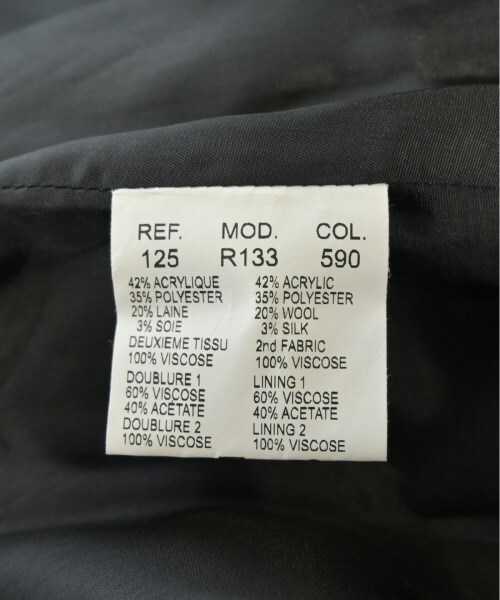 REF. MOD. COL.
125 R133 590
42% ACRYLIQUE
35% POLYESTER
20% LAINE
3% SOIE
DEUXIEME TISSU
100% VISCOSE
DOUBLURE 1
60% VISCOSE
40% ACETATE
DOUBLURE 2
100% VISCOSE
42% ACRYLIC
35% POLYESTER
20% WOOL
3% SILK
2nd FABRIC
100% VISCOSE
LINING 1
60% VISCOSE
40% ACETATE
LINING 2
100% VISCOSE